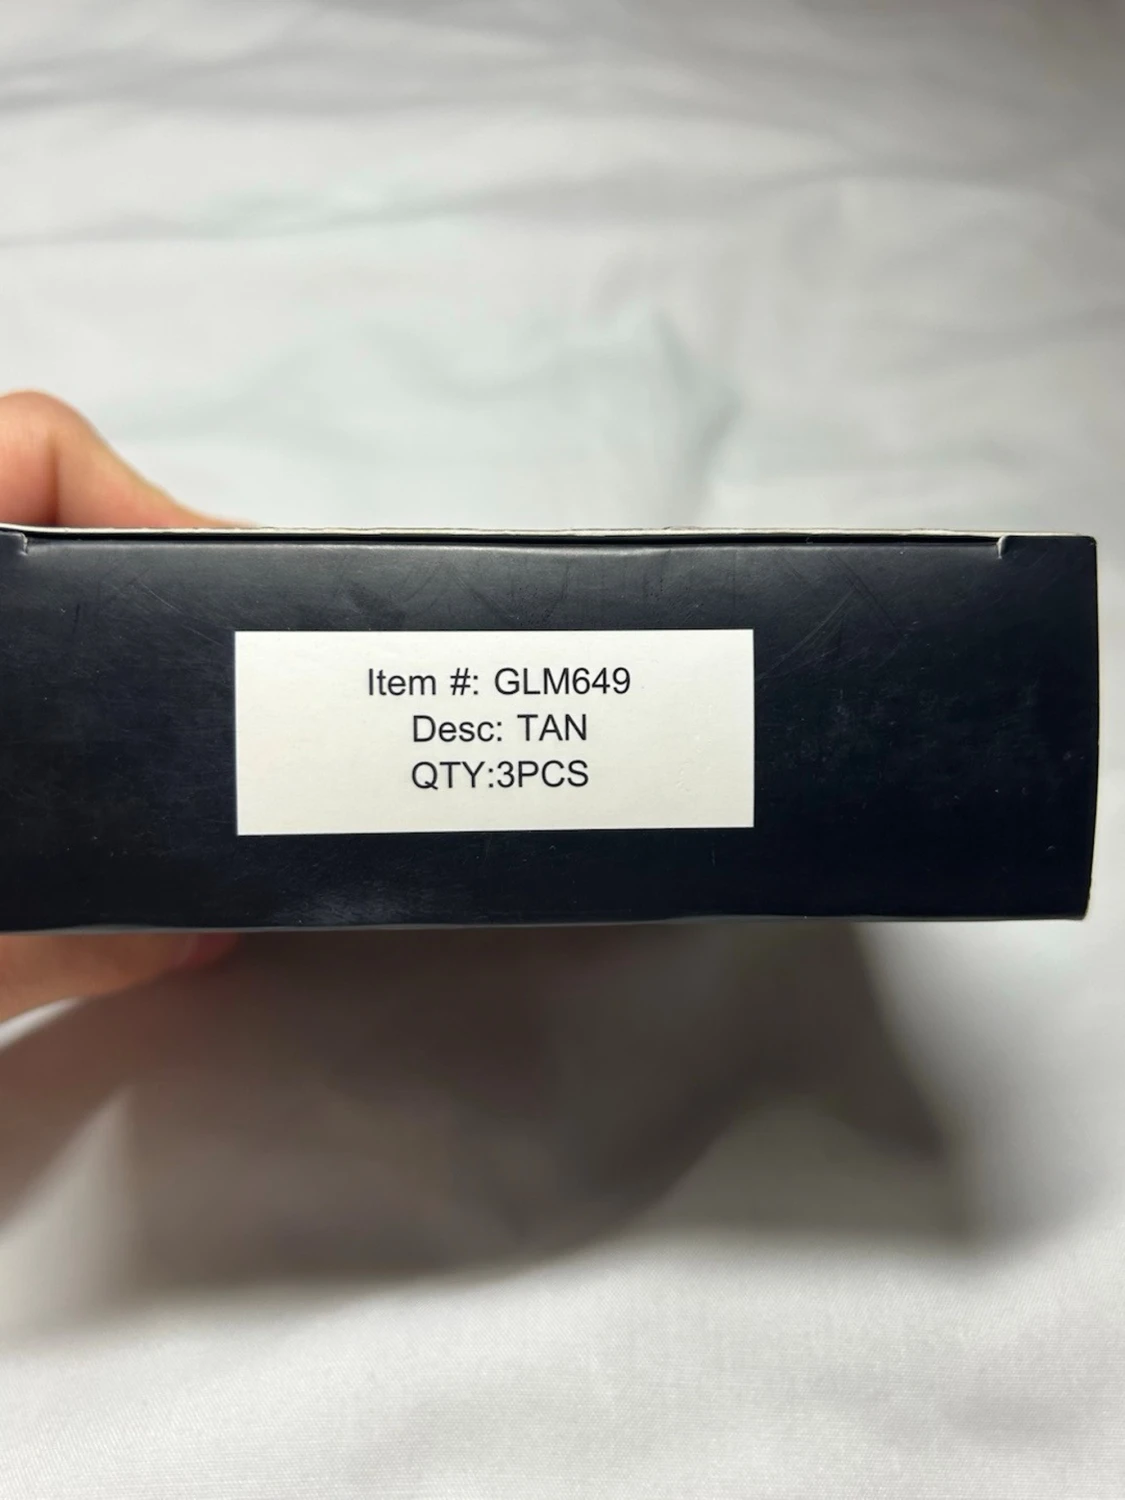 Item #: GLM649
Desc: TAN
QTY:3PCS